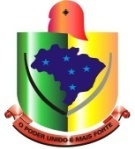 O PODER UNIDO É MAIS FORTE